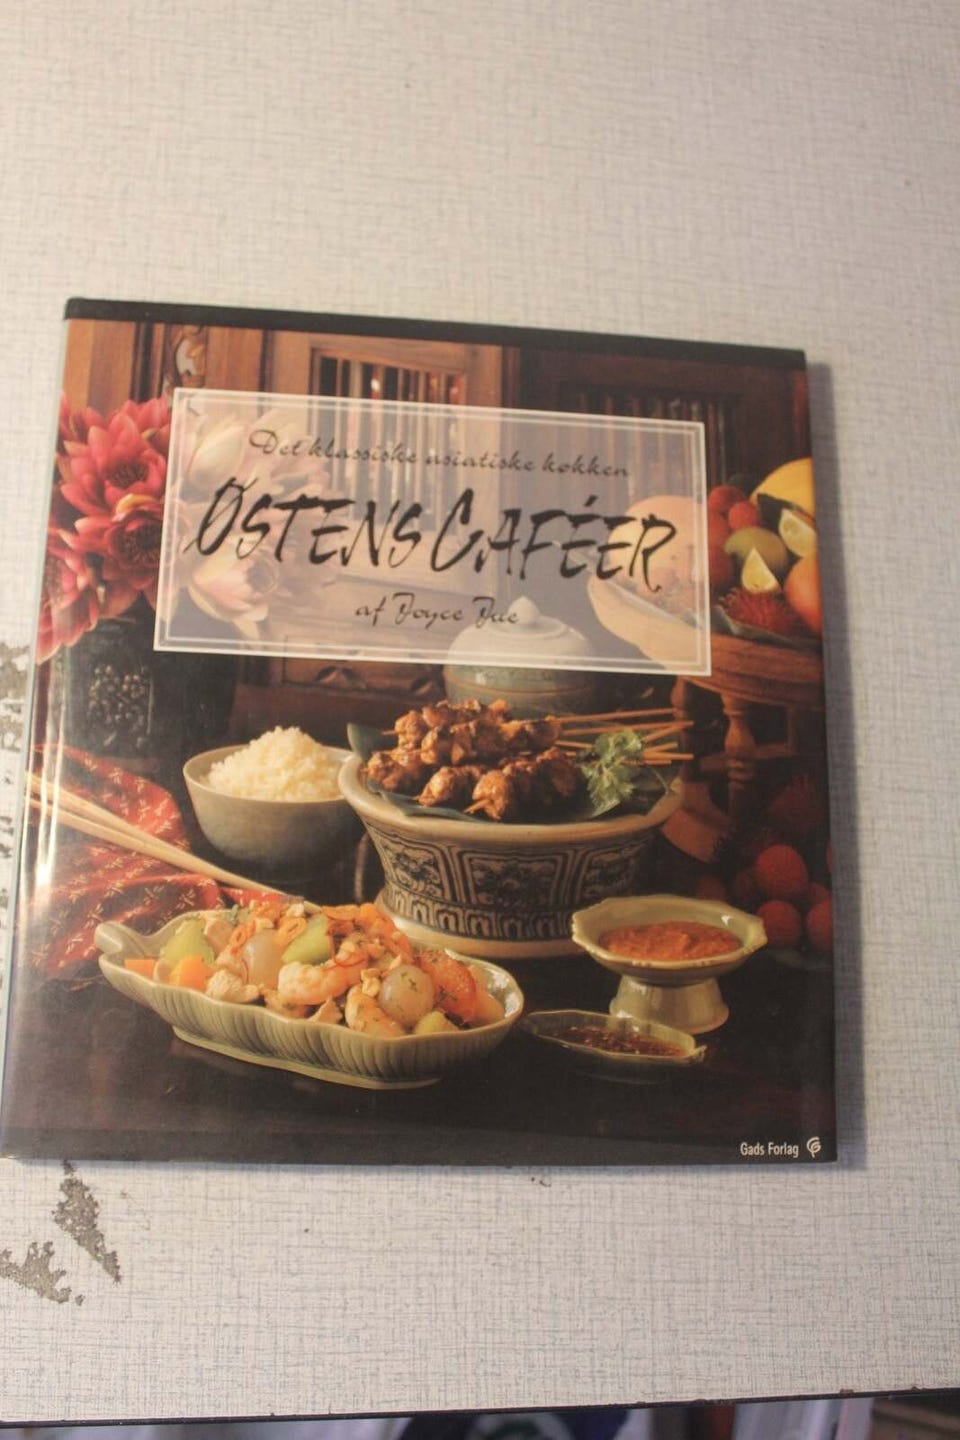 Det klassiske asiatiske køkken
ØSTENS CAFÉER
af Joyce Jue
Gads Forlag